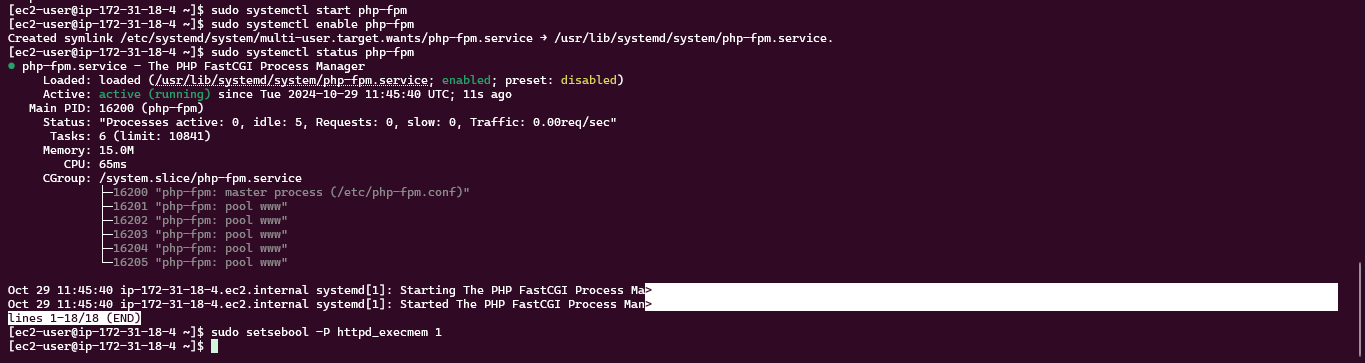 [ec2-user@ip-172-31-18-4 ~]$ sudo systemctl start php-fpm
[ec2-user@ip-172-31-18-4 ~]$ sudo systemctl enable php-fpm
Created symlink /etc/systemd/system/multi-user.target.wants/php-fpm.service → /usr/lib/systemd/system/php-fpm.service.
[ec2-user@ip-172-31-18-4 ~]$ sudo systemctl status php-fpm
● php-fpm.service - The PHP FastCGI Process Manager
     Loaded: loaded (/usr/lib/systemd/system/php-fpm.service; enabled; preset: disabled)
     Active: active (running) since Tue 2024-10-29 11:45:40 UTC; 11s ago
   Main PID: 16200 (php-fpm)
     Status: "Processes active: 0, idle: 5, Requests: 0, slow: 0, Traffic: 0.00req/sec"
      Tasks: 6 (limit: 10841)
     Memory: 15.0M
        CPU: 65ms
     CGroup: /system.slice/php-fpm.service
             ├─16200 "php-fpm: master process (/etc/php-fpm.conf)"
             ├─16201 "php-fpm: pool www"
             ├─16202 "php-fpm: pool www"
             ├─16203 "php-fpm: pool www"
             ├─16204 "php-fpm: pool www"
             └─16205 "php-fpm: pool www"
Oct 29 11:45:40 ip-172-31-18-4.ec2.internal systemd[1]: Starting The PHP FastCGI Process Ma>
Oct 29 11:45:40 ip-172-31-18-4.ec2.internal systemd[1]: Started The PHP FastCGI Process Man>
lines 1-18/18 (END)
[ec2-user@ip-172-31-18-4 ~]$ sudo setsebool -P httpd_execmem 1
[ec2-user@ip-172-31-18-4 ~]$